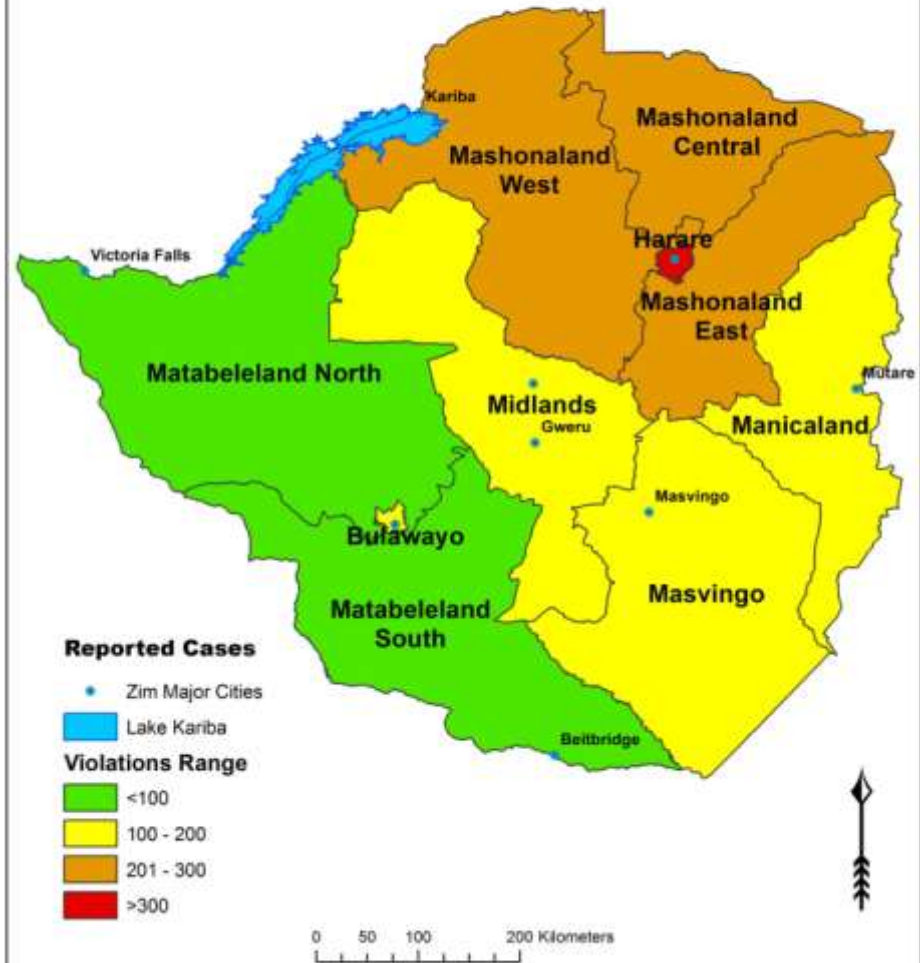 Kariba
Mashonaland
Central
Mashonaland
West
Harare
Victoria Falls
Mashonaland
East
Matabeleland North
Mutare
Midlands
Gweru
Manicaland
Masvingo
Bulawayo
Masvingo
Matabeleland
South
Reported Cases
Zim Major Cities
Lake Kariba
Beitbridge
Violations Range
<100
100 - 200
201 - 300
>300
0 50 100 200 Kilometers